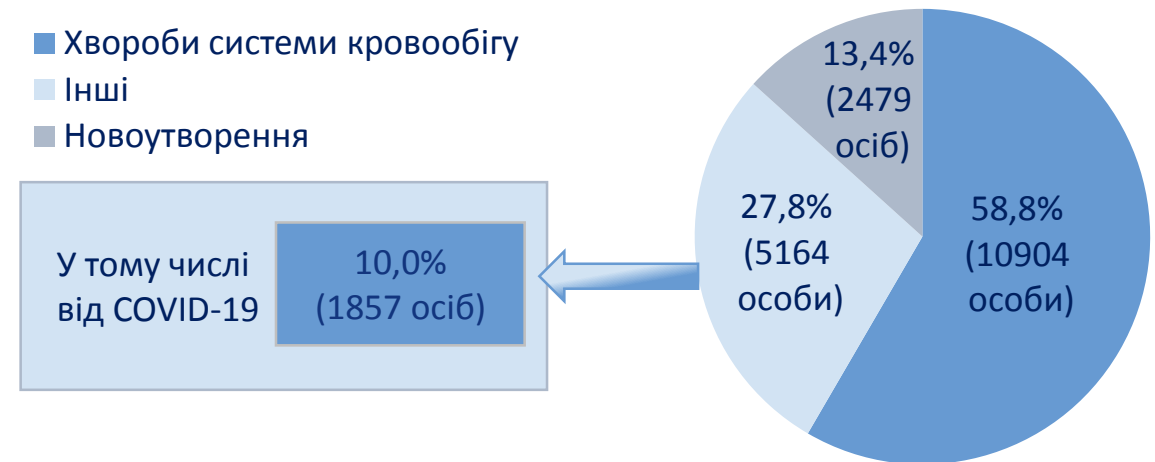 Хвороби системи кровообігу
Інші
Новоутворення
У тому числі
від COVID-19
10,0%
(1857 осіб)
13,4%
(2479
осіб)
27,8%
(5164
особи)
58,8%
(10904
особи)